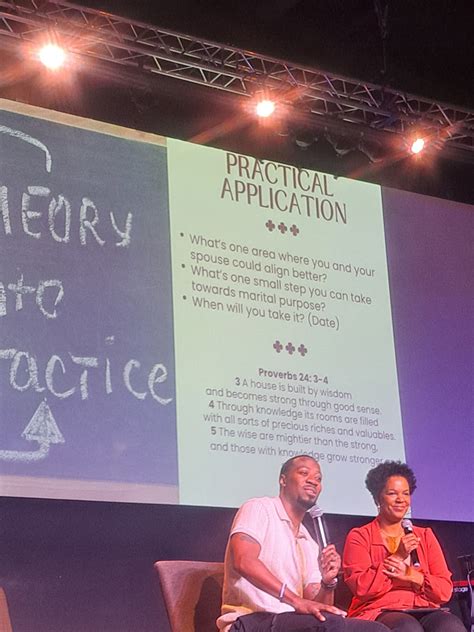 HEORY
into
ractice
PRACTICAL
APPLICATION
• What's one area where you and your
spouse could align better?
• What's one small step you can take
towards marital purpose?
• When will you take it? (Date)
Proverbs 24: 3-4
3 A house is built by wisdom
and becomes strong through good sense.
4 Through knowledge its rooms are filled
with all sorts of precious riches and valuables.
5 The wise are mightier than the strong,
and those with knowledge grow stronger
stage